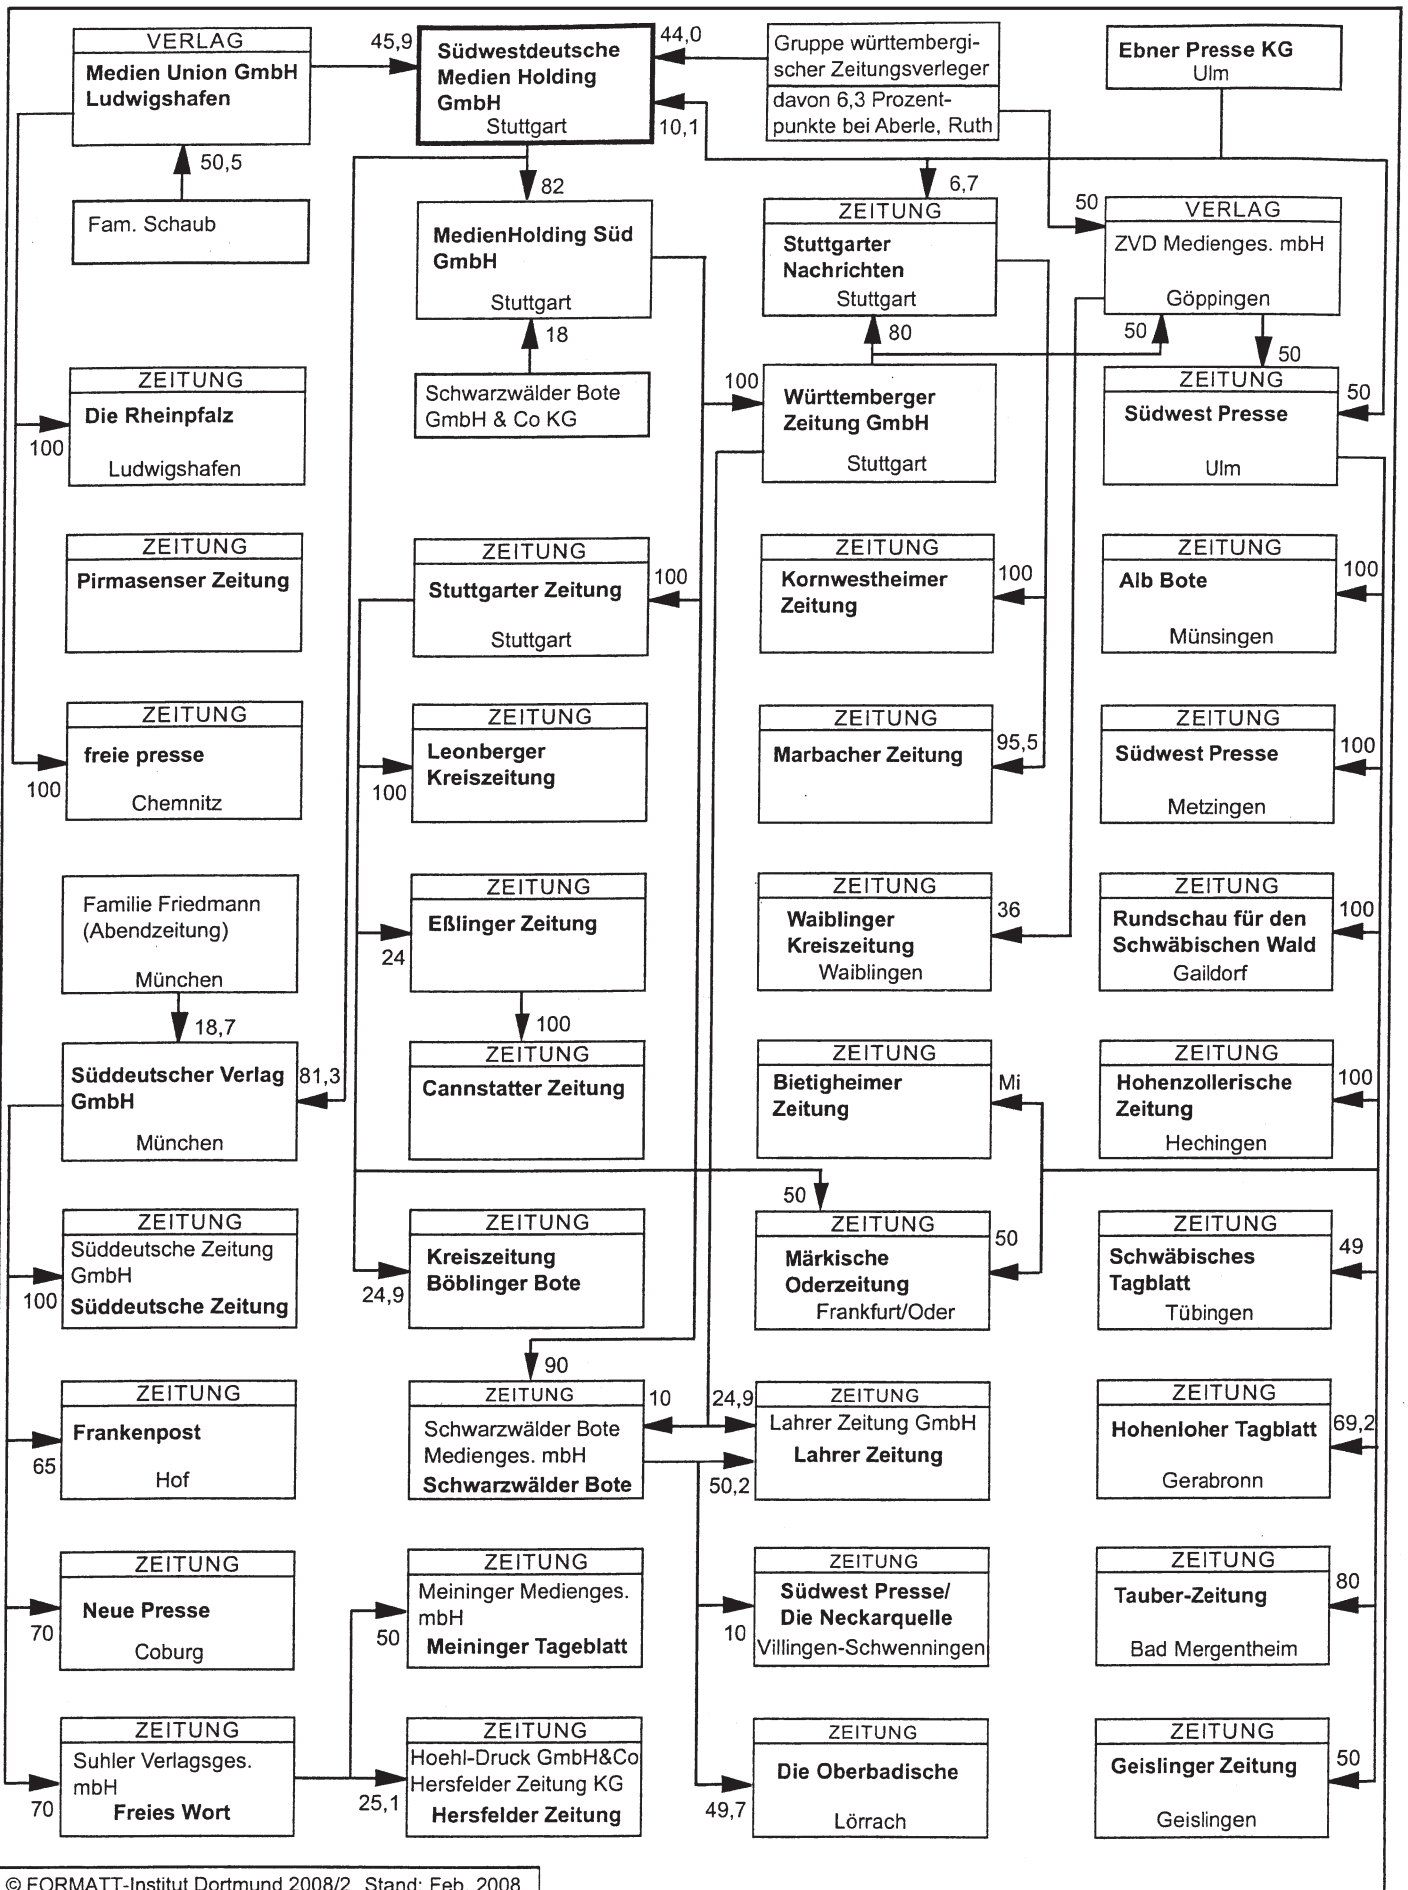 VERLAG
Medien Union GmbH
Ludwigshafen
45,9
Südwestdeutsche
Medien Holding
GmbH
Stuttgart
44,0
10,1
Gruppe württembergi-
scher Zeitungsverleger
davon 6,3 Prozent-
punkte bei Aberle, Ruth
Ebner Presse KG
Ulm
50,5
Fam. Schaub
82
MedienHolding Süd
GmbH
Stuttgart
18
Schwarzwälder Bote
GmbH & Co KG
6,7
ZEITUNG
Stuttgarter
Nachrichten
Stuttgart
80
50
VERLAG
ZVD Medienges. mbH
Göppingen
50
50
ZEITUNG
Die Rheinpfalz
Ludwigshafen
100
100
Württemberger
Zeitung GmbH
Stuttgart
ZEITUNG
Südwest Presse
Ulm
50
ZEITUNG
Pirmasenser Zeitung
ZEITUNG
Stuttgarter Zeitung
Stuttgart
100
ZEITUNG
Kornwestheimer
Zeitung
100
ZEITUNG
Alb Bote
Münsingen
100
ZEITUNG
freie presse
Chemnitz
100
ZEITUNG
Leonberger
Kreiszeitung
100
ZEITUNG
Marbacher Zeitung
95,5
ZEITUNG
Südwest Presse
Metzingen
100
Familie Friedmann
(Abendzeitung)
München
18,7
ZEITUNG
Eßlinger Zeitung
24
100
ZEITUNG
Waiblinger
Kreiszeitung
Waiblingen
36
ZEITUNG
Rundschau für den
Schwäbischen Wald
Gaildorf
100
Süddeutscher Verlag
GmbH
München
81,3
ZEITUNG
Cannstatter Zeitung
ZEITUNG
Bietigheimer
Zeitung
Mi
ZEITUNG
Hohenzollerische
Zeitung
Hechingen
100
ZEITUNG
Süddeutsche Zeitung
GmbH
Süddeutsche Zeitung
100
ZEITUNG
Kreiszeitung
Böblinger Bote
24,9
50
ZEITUNG
Märkische
Oderzeitung
Frankfurt/Oder
50
ZEITUNG
Schwäbisches
Tagblatt
Tübingen
49
ZEITUNG
Frankenpost
Hof
65
90
ZEITUNG
Schwarzwälder Bote
Medienges. mbH
Schwarzwälder Bote
10
24,9
50,2
ZEITUNG
Lahrer Zeitung GmbH
Lahrer Zeitung
ZEITUNG
Hohenloher Tagblatt
Gerabronn
69,2
ZEITUNG
Neue Presse
Coburg
70
ZEITUNG
Meininger Medienges.
mbH
Meininger Tageblatt
50
ZEITUNG
Südwest Presse/
Die Neckarquelle
Villingen-Schwenningen
10
ZEITUNG
Tauber-Zeitung
Bad Mergentheim
80
ZEITUNG
Suhler Verlagsges.
mbH
Freies Wort
70
ZEITUNG
Hoehl-Druck GmbH&Co
Hersfelder Zeitung KG
Hersfelder Zeitung
25,1
ZEITUNG
Die Oberbadische
Lörrach
49,7
ZEITUNG
Geislinger Zeitung
Geislingen
50
© FORMATT-Institut Dortmund 2008/2 Stand: Feb. 2008